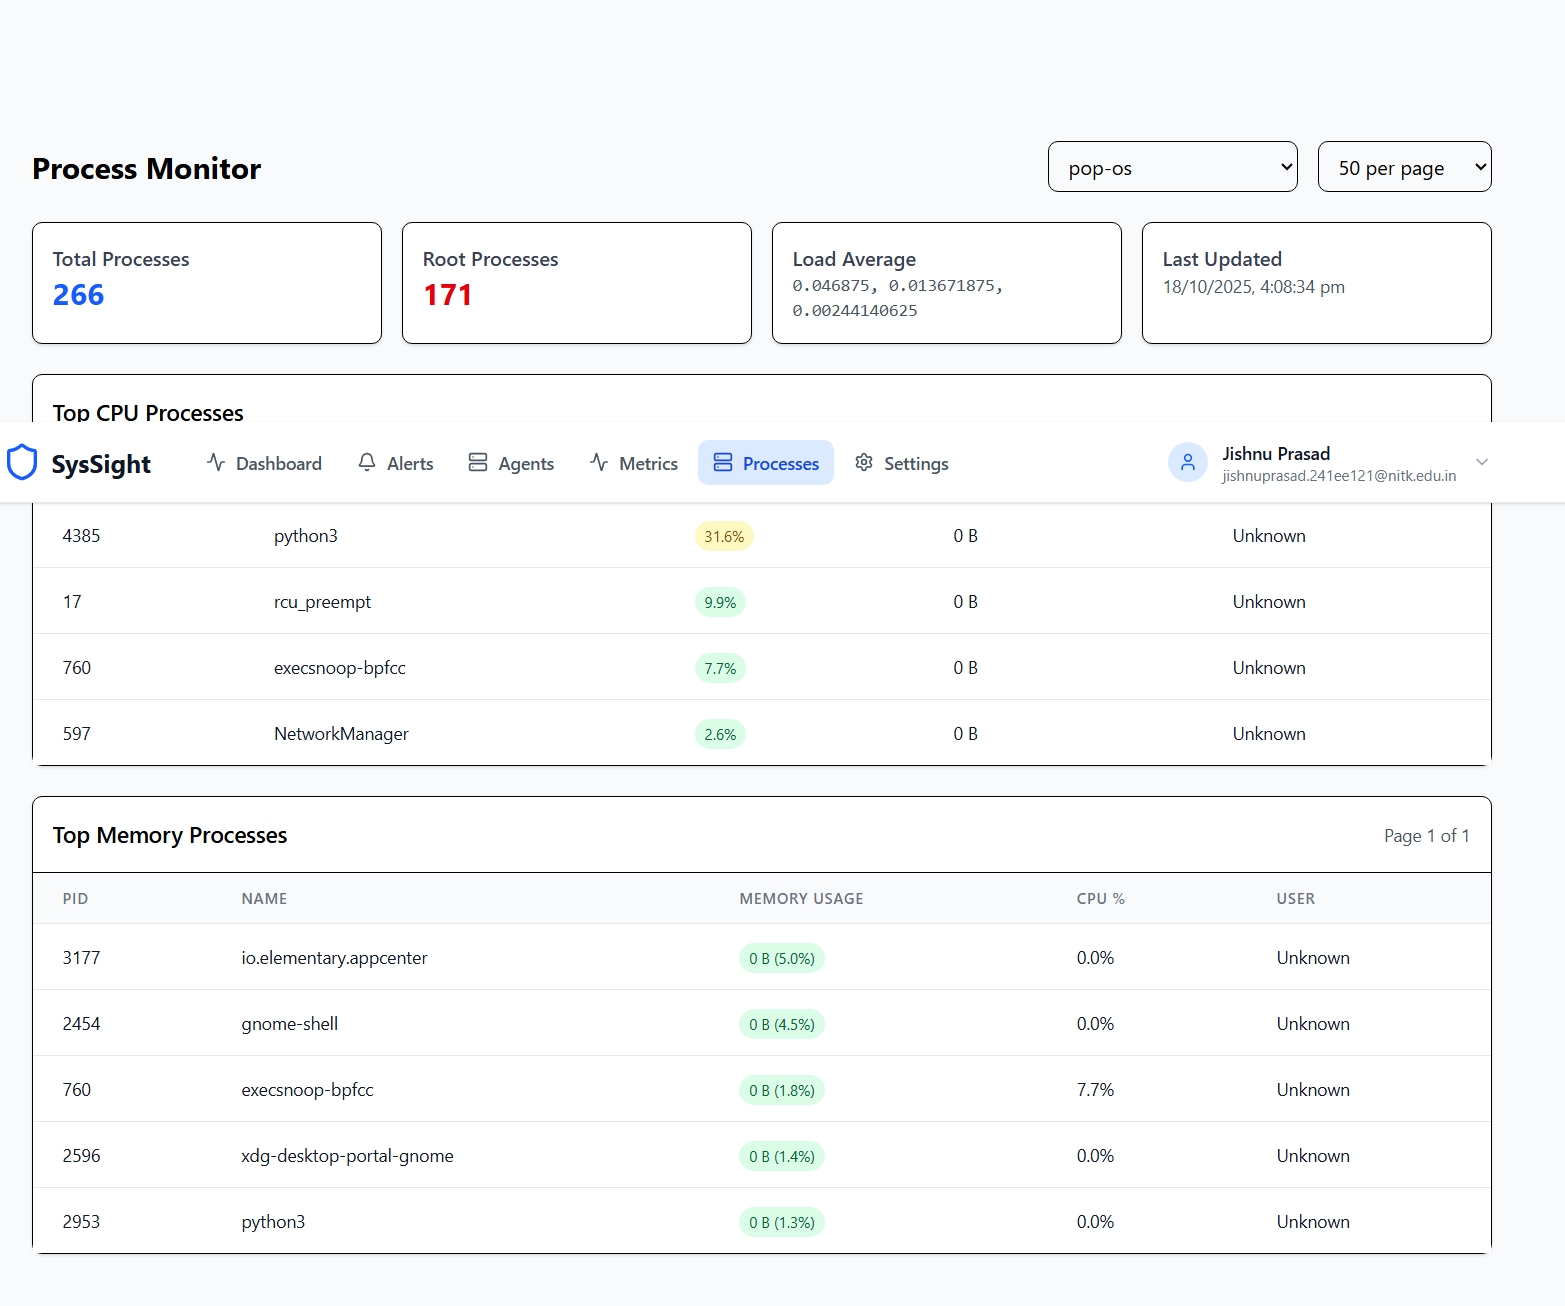 Process Monitor
pop-os
50 per page
Total Processes
266
Root Processes
171
Load Average
0.046875, 0.013671875,
0.00244140625
Last Updated
18/10/2025, 4:08:34 pm
Top CPU Processes
SysSight
Dashboard
Alerts
Agents
Metrics
Processes
Settings
Jishnu Prasad
jishnuprasad.241ee121@nitk.edu.in
4385 python3 31.6% 0 B Unknown
17 rcu_preempt 9.9% 0 B Unknown
760 execsnoop-bpfcc 7.7% 0 B Unknown
597 NetworkManager 2.6% 0 B Unknown
Top Memory Processes
Page 1 of 1
PID NAME MEMORY USAGE CPU % USER
3177 io.elementary.appcenter 0 B (5.0%) 0.0% Unknown
2454 gnome-shell 0 B (4.5%) 0.0% Unknown
760 execsnoop-bpfcc 0 B (1.8%) 7.7% Unknown
2596 xdg-desktop-portal-gnome 0 B (1.4%) 0.0% Unknown
2953 python3 0 B (1.3%) 0.0% Unknown